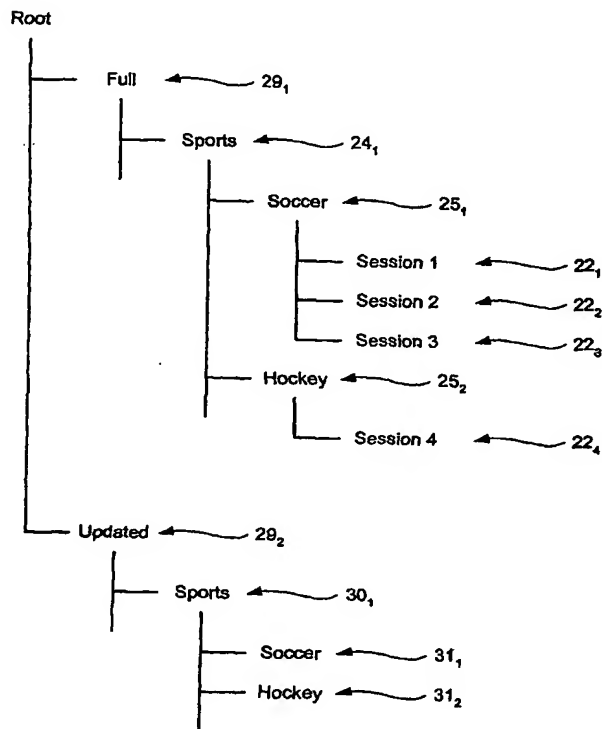 Root
Full 29₁
Sports 24₁
Soccer 25₁
Session 1 22₁
Session 2 22₂
Session 3 22₃
Hockey 25₂
Session 4 22₄
Updated 29₂
Sports 30₁
Soccer 31₁
Hockey 31₂